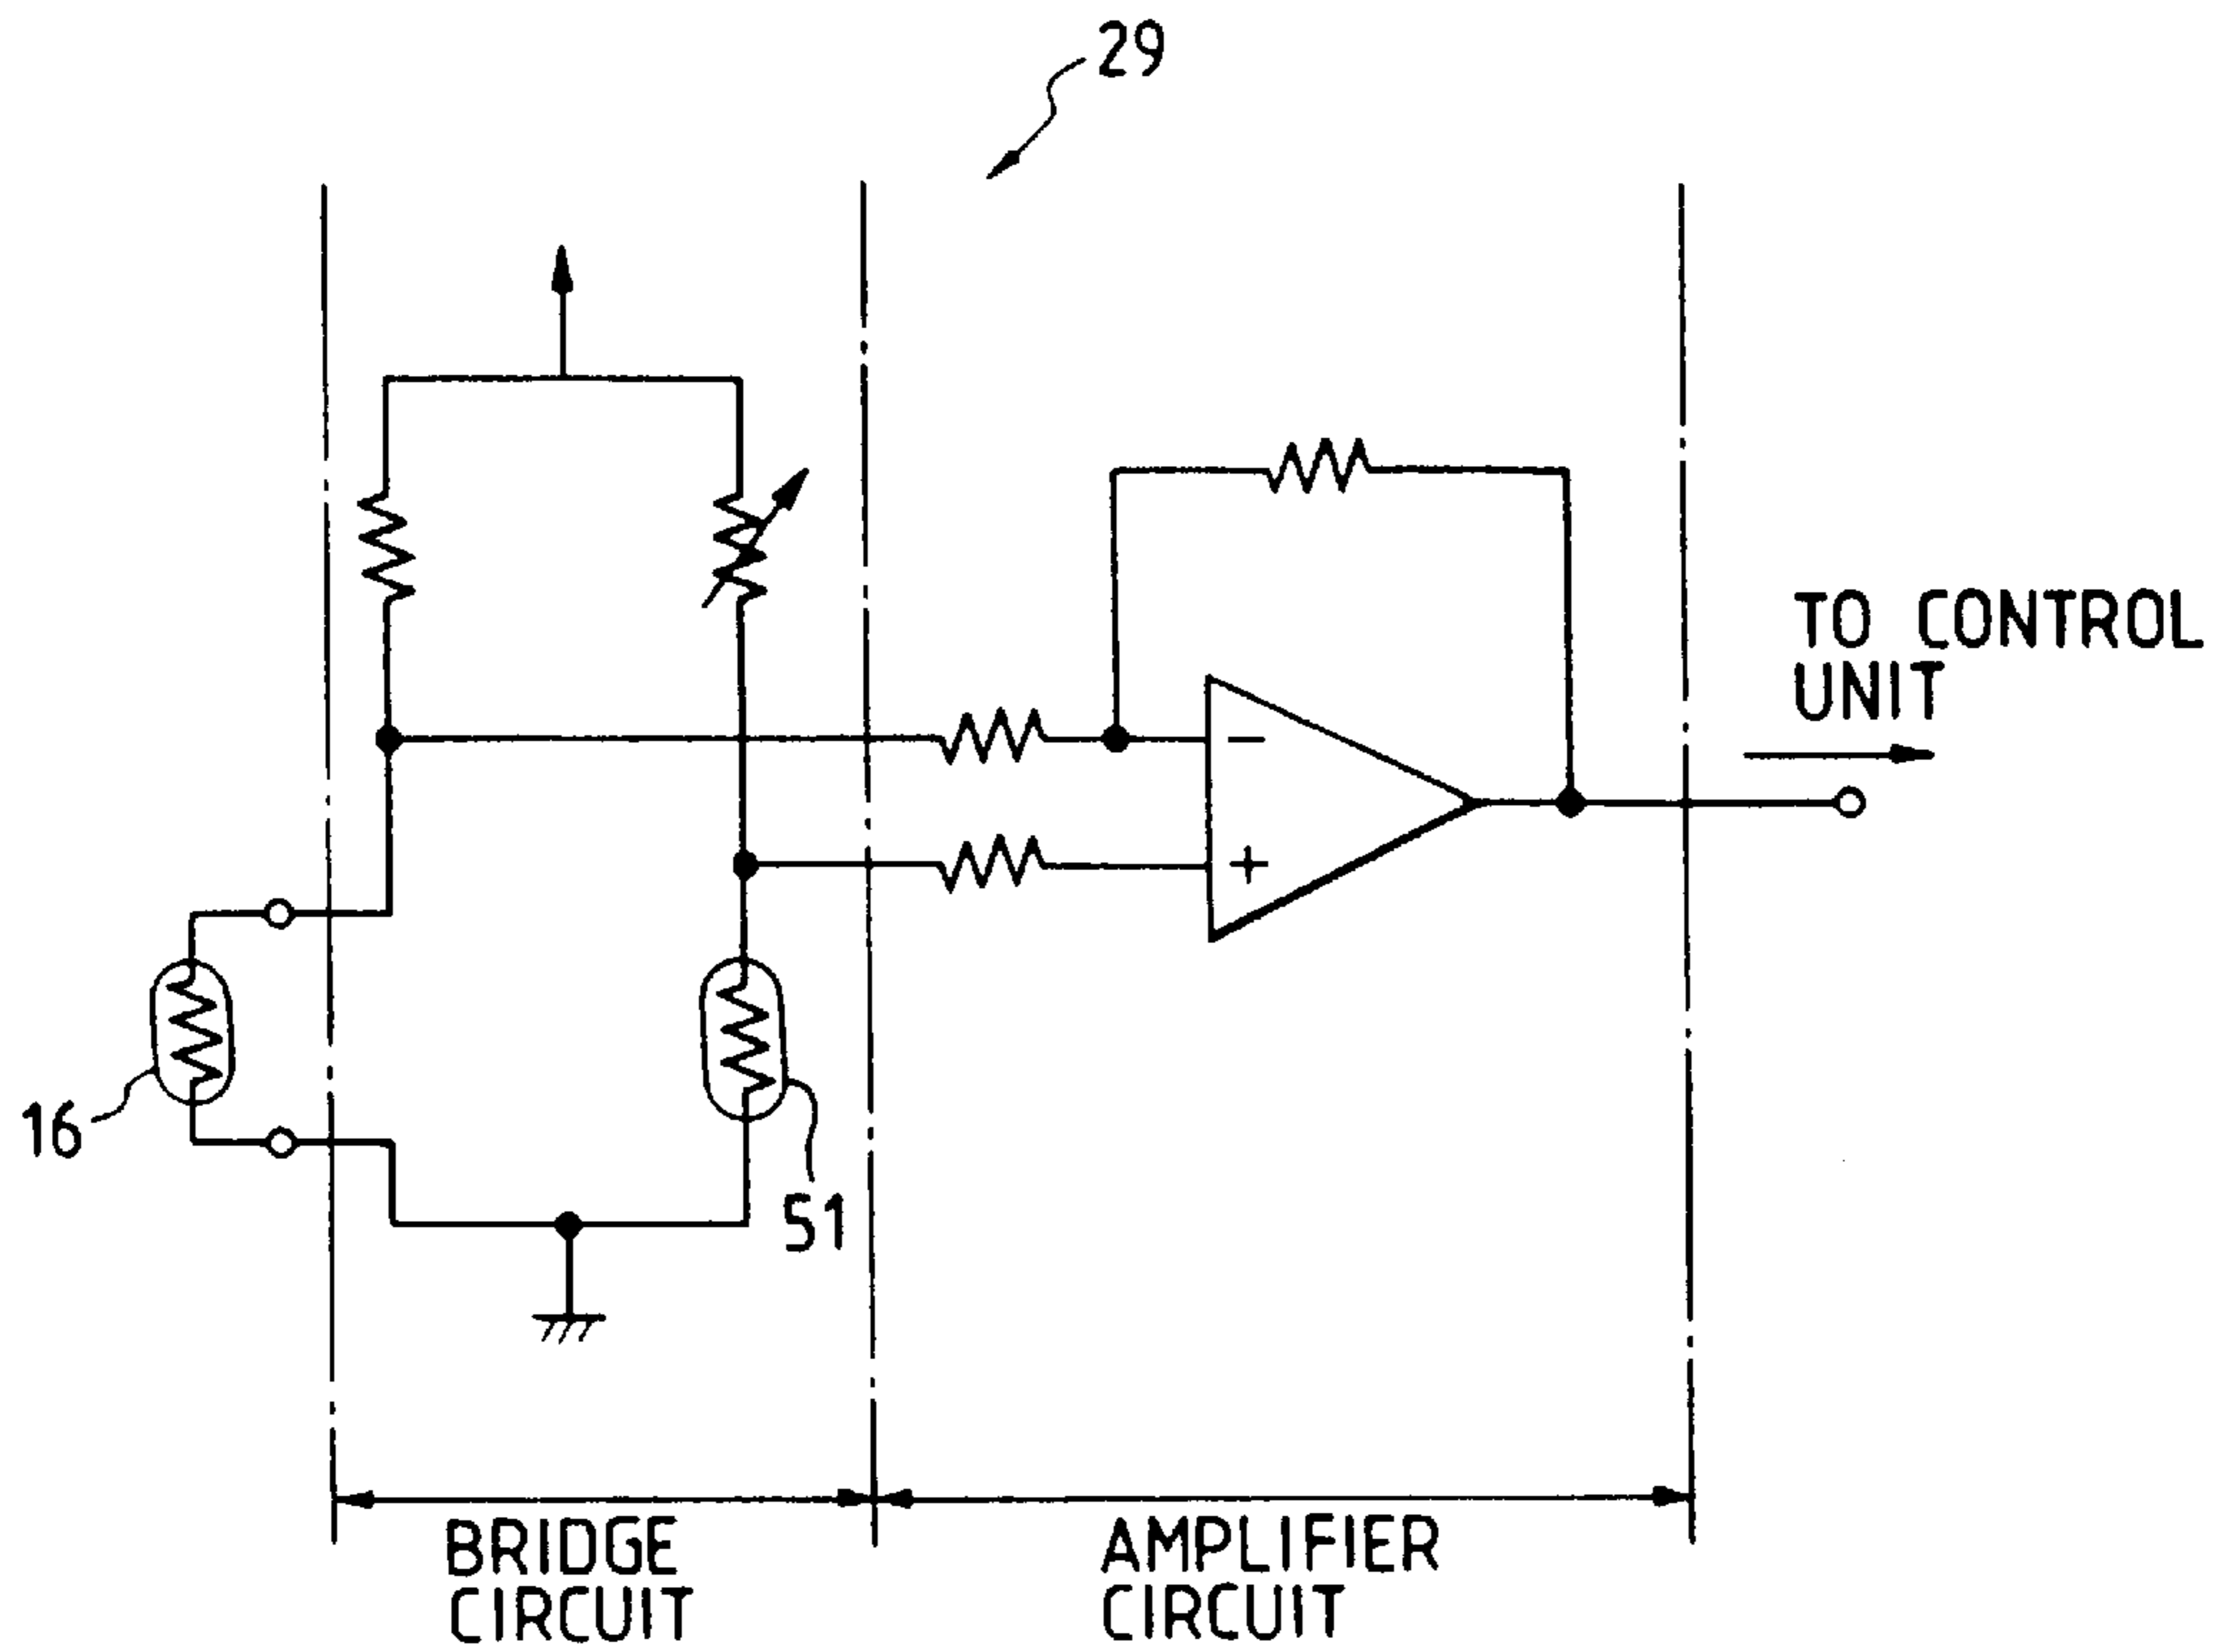 29
TO CONTROL
UNIT
−
+
16
51
BRIDGE
CIRCUIT
AMPLIFIER
CIRCUIT